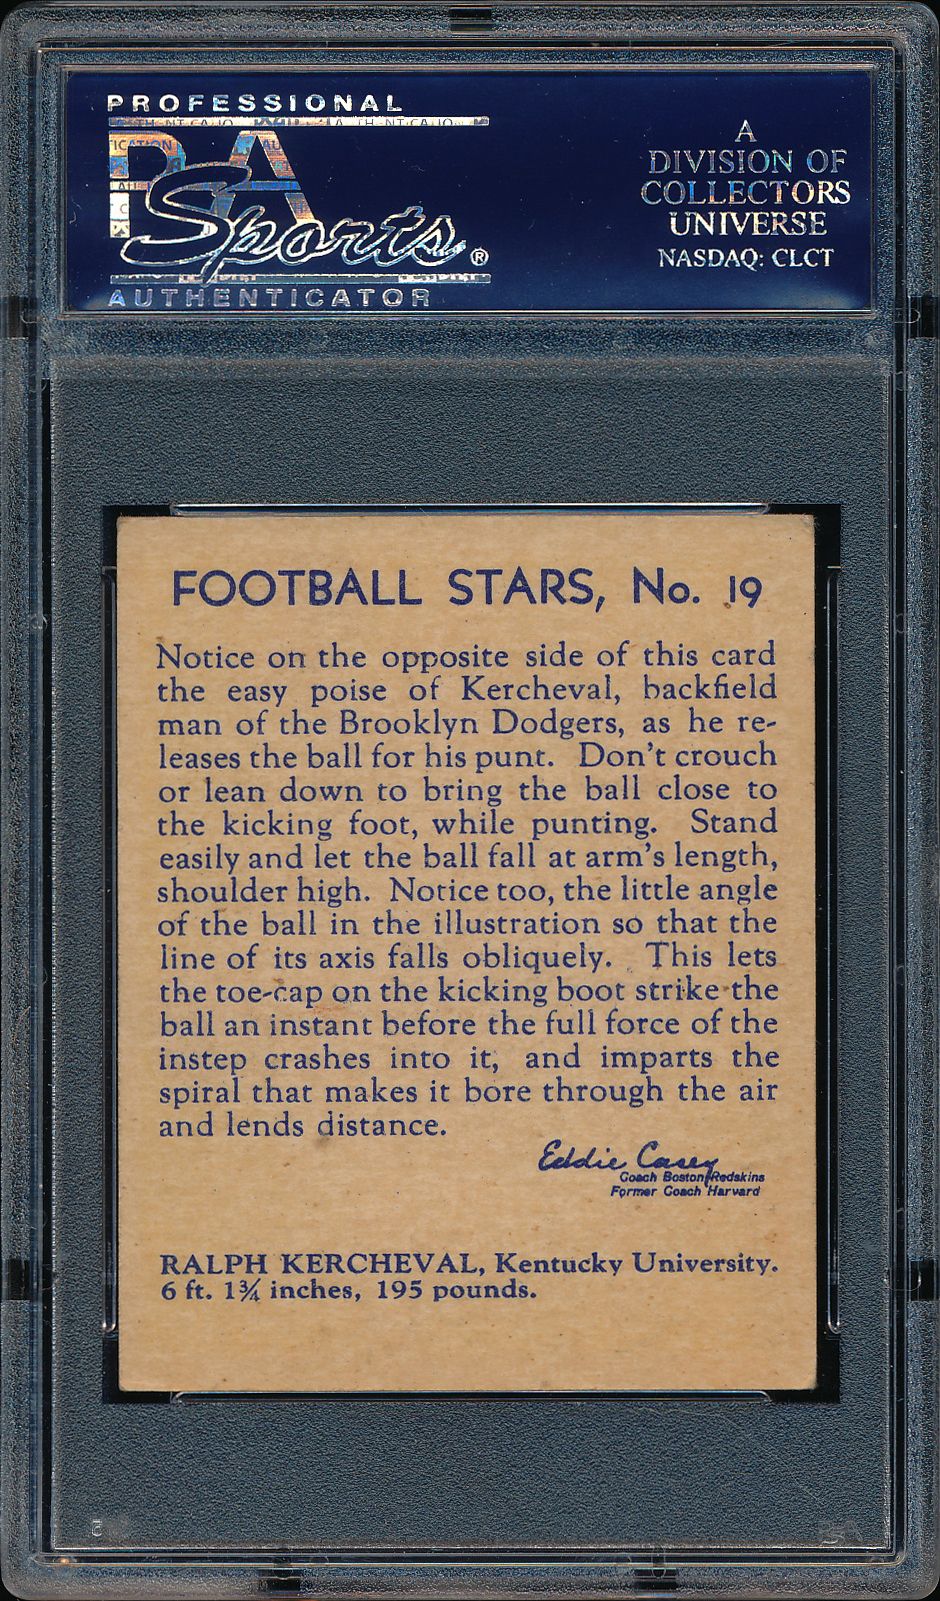 PROFESSIONAL
PSA
Sports®
AUTHENTICATOR
A
DIVISION OF
COLLECTORS
UNIVERSE
NASDAQ: CLCT
FOOTBALL STARS, No. 19
Notice on the opposite side of this card
the easy poise of Kercheval, backfield
man of the Brooklyn Dodgers, as he re-
leases the ball for his punt. Don't crouch
or lean down to bring the ball close to
the kicking foot, while punting. Stand
easily and let the ball fall at arm's length,
shoulder high. Notice too, the little angle
of the ball in the illustration so that the
line of its axis falls obliquely. This lets
the toe-cap on the kicking boot strike the
ball an instant before the full force of the
instep crashes into it, and imparts the
spiral that makes it bore through the air
and lends distance.
Eddie Casey
Coach Boston Redskins
Former Coach Harvard
RALPH KERCHEVAL, Kentucky University.
6 ft. 1¾ inches, 195 pounds.